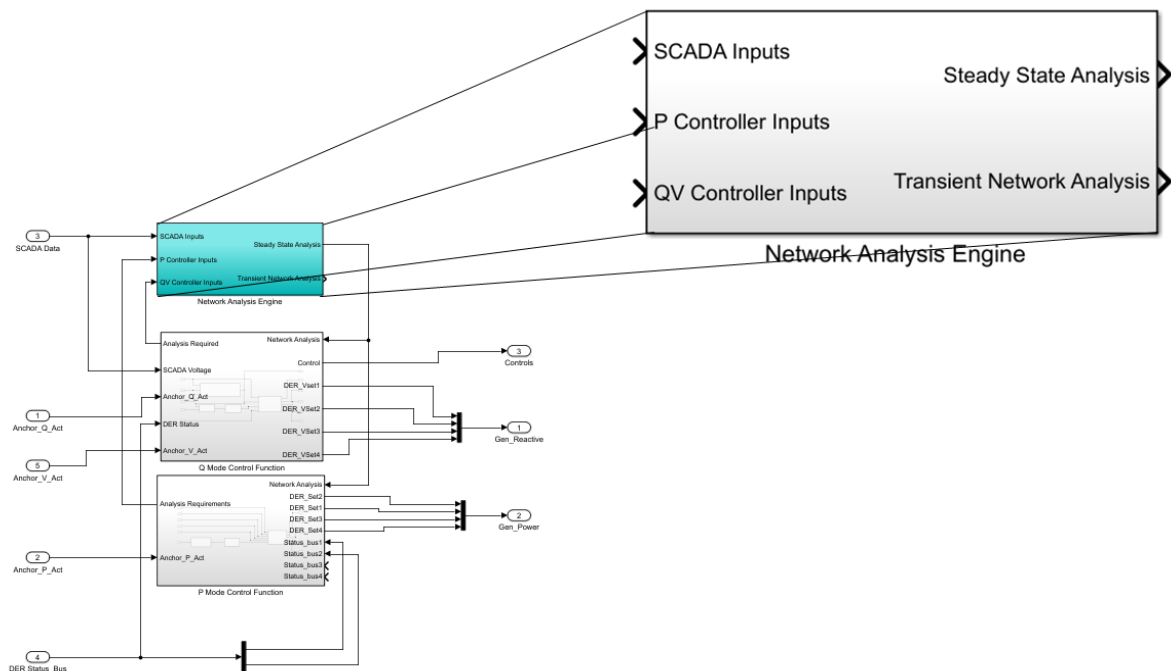 SCADA Inputs
Steady State Analysis
P Controller Inputs
Transient Network Analysis
QV Controller Inputs
Network Analysis Engine
3
SCADA Data
SCADA Inputs
Steady State Analysis
P Controller Inputs
Transient Network Analysis
QV Controller Inputs
Network Analysis Engine
Analysis Required
Network Analysis
Control
3
Controls
SCADA Voltage
DER_Vset1
Anchor_Q_Act
1
Anchor_Q_Act
DER_VSet2
DER Status
DER_VSet3
1
Gen_Reactive
Anchor_V_Act
DER_VSet4
5
Anchor_V_Act
Q Mode Control Function
Network Analysis
Analysis Requirements
DER_Set2
DER_Set1
DER_Set3
DER_Set4
2
Gen_Power
Status_bus1
Anchor_P_Act
Status_bus2
2
Anchor_P_Act
Status_bus3
Status_bus4
P Mode Control Function
4
DER Status_Bus